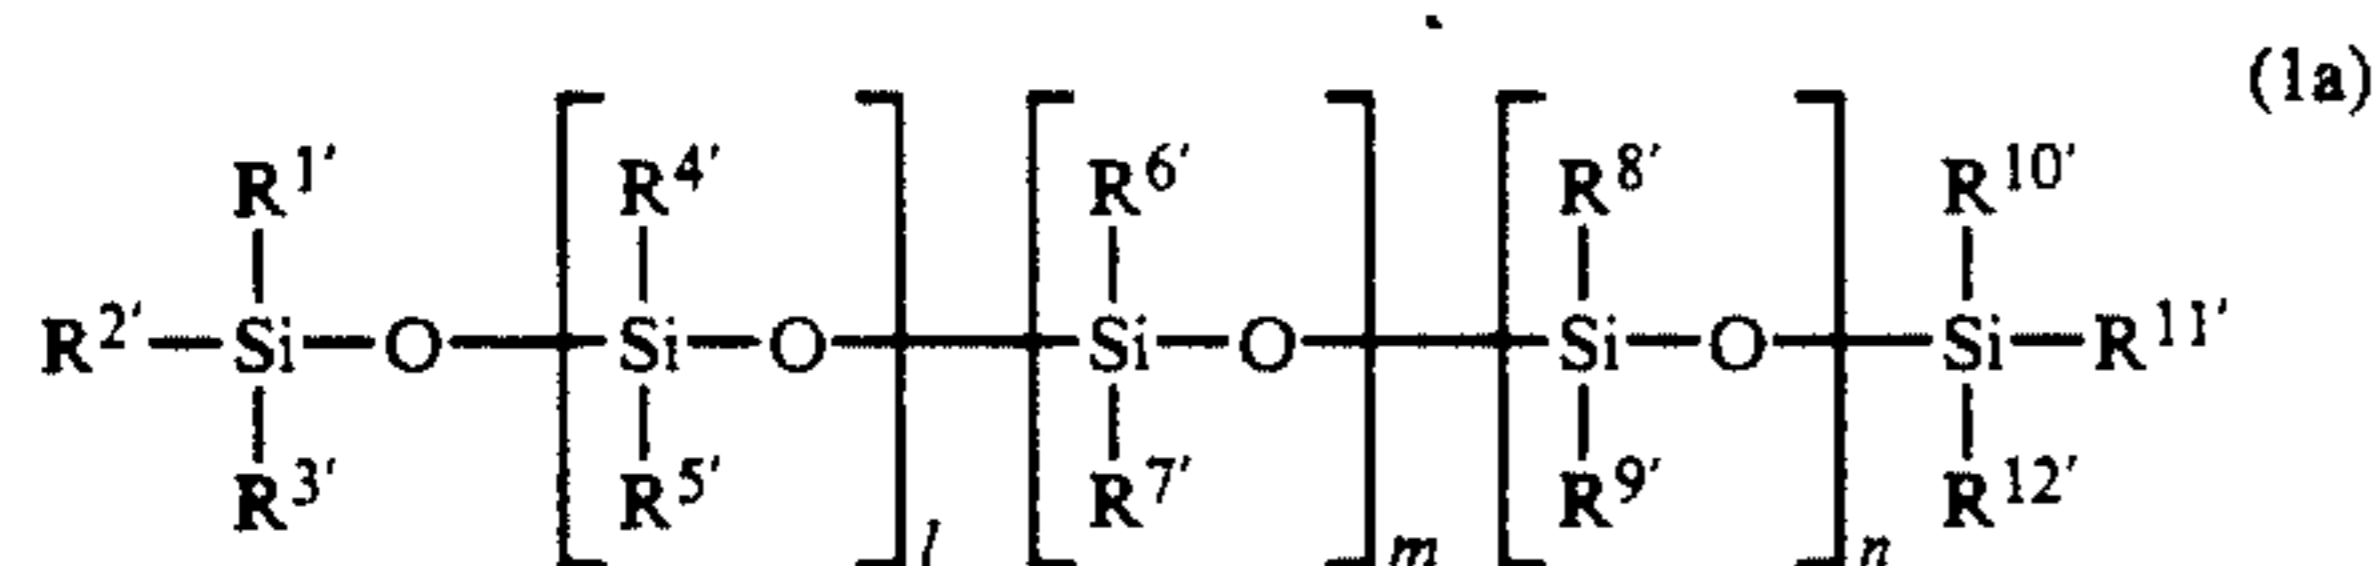 (1a)
R1′ R4′ R6′ R8′ R10′
R2′—Si—O—[Si—O]l—[Si—O]m—[Si—O]n—Si—R11′
R3′ R5′ R7′ R9′ R12′